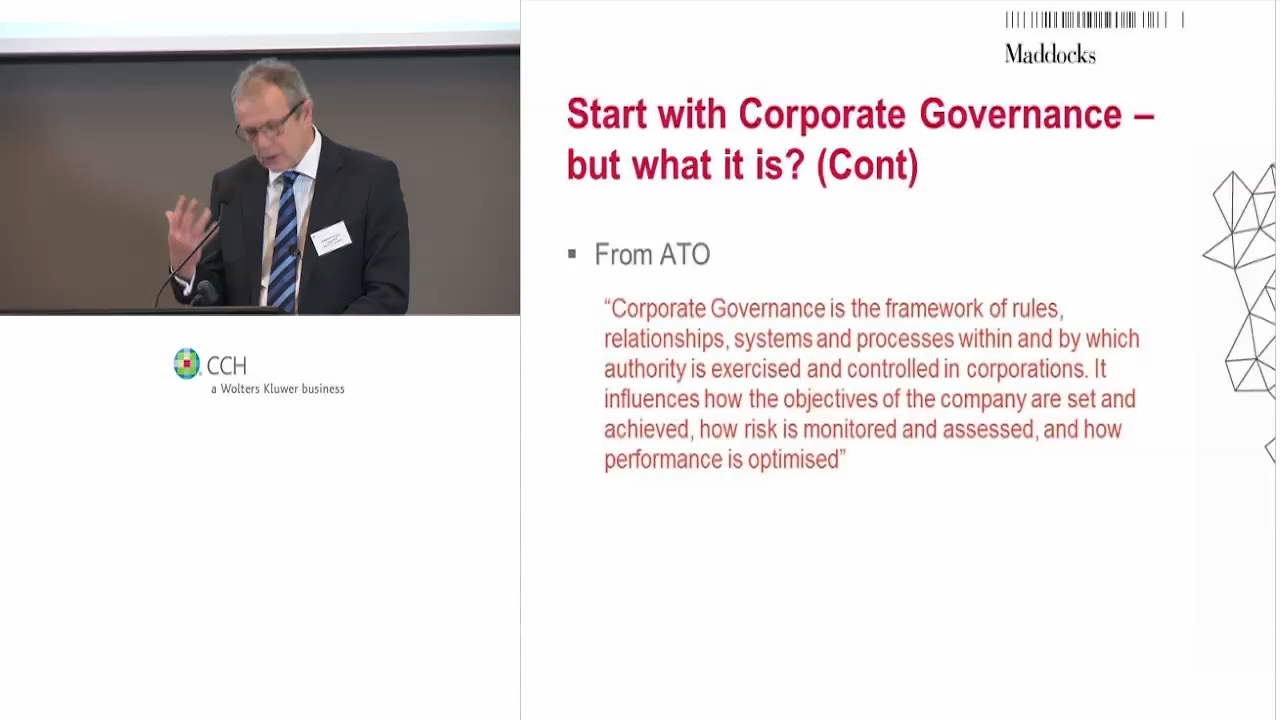 Maddocks
Start with Corporate Governance –
but what it is? (Cont)
▪ From ATO
“Corporate Governance is the framework of rules,
relationships, systems and processes within and by which
authority is exercised and controlled in corporations. It
influences how the objectives of the company are set and
achieved, how risk is monitored and assessed, and how
performance is optimised”
CCH
a Wolters Kluwer business